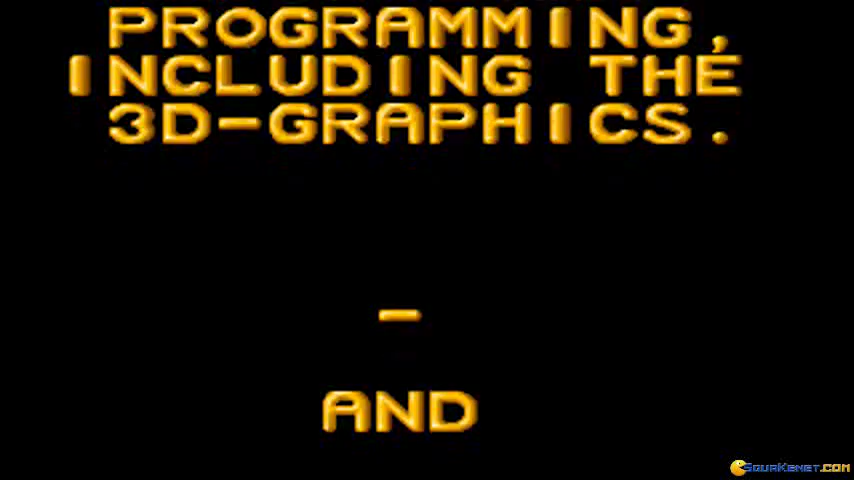 PROGRAMMING,
INCLUDING THE
3D-GRAPHICS.
-
AND
SQUAKENET.COM